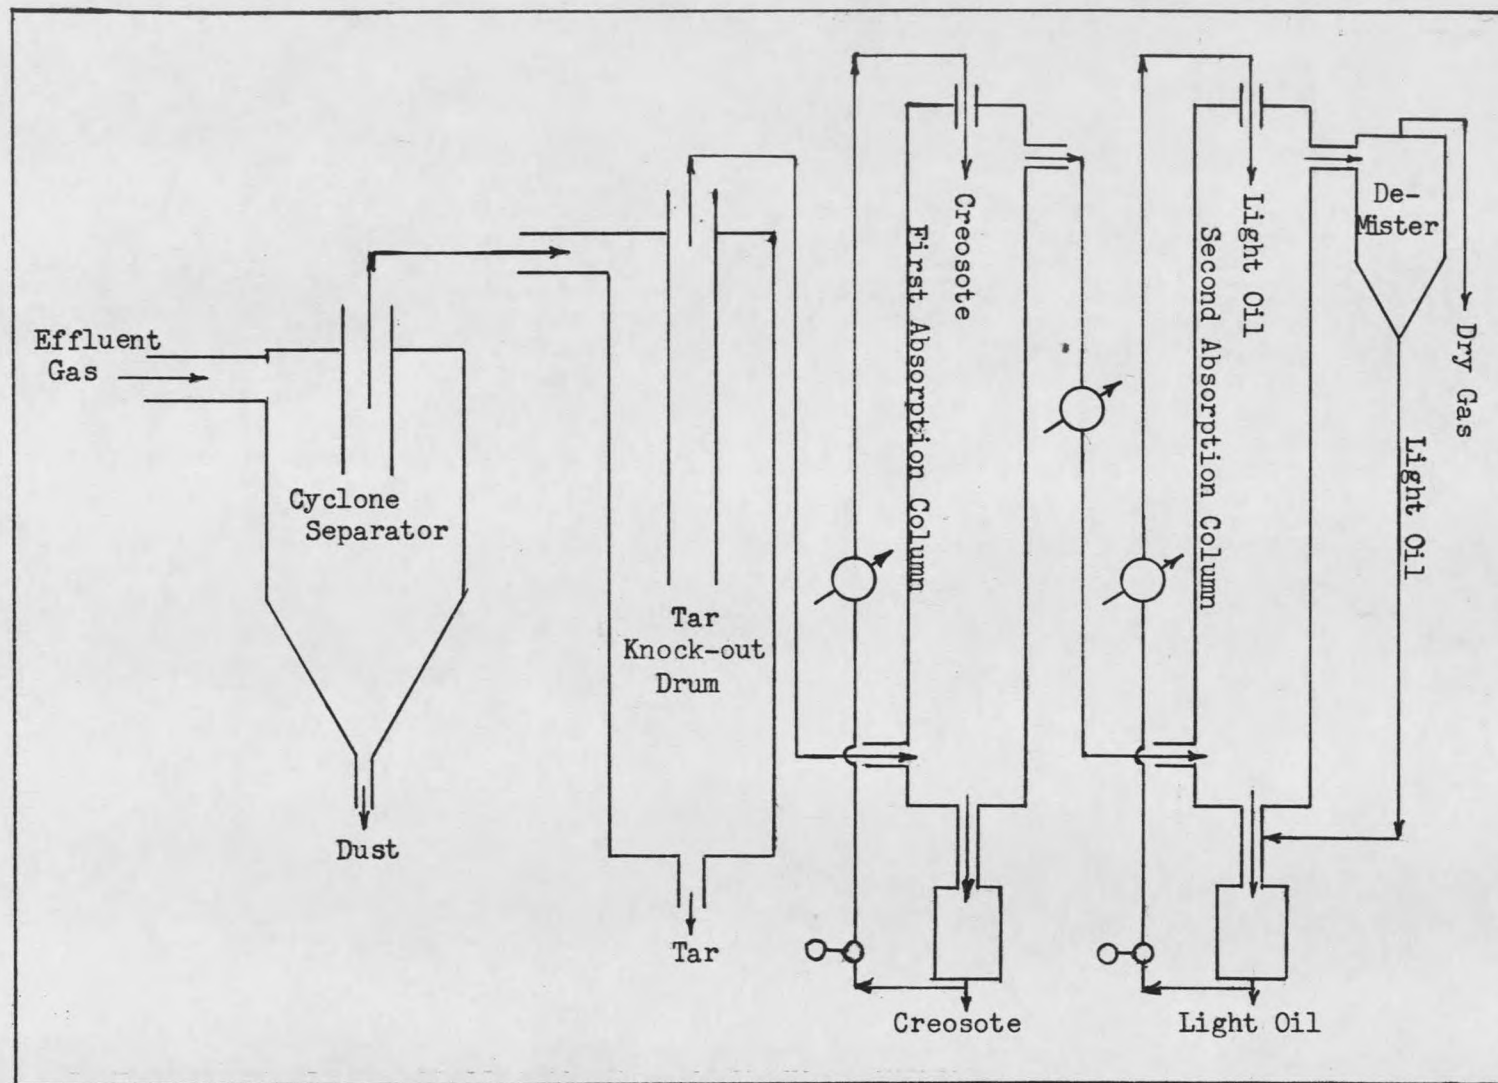 Effluent
Gas
Cyclone
Separator
Dust
Tar
Knock-out
Drum
Tar
Creosote
First Absorption Column
Creosote
Light Oil
Second Absorption Column
Light Oil
De-
Mister
Dry Gas
Light Oil